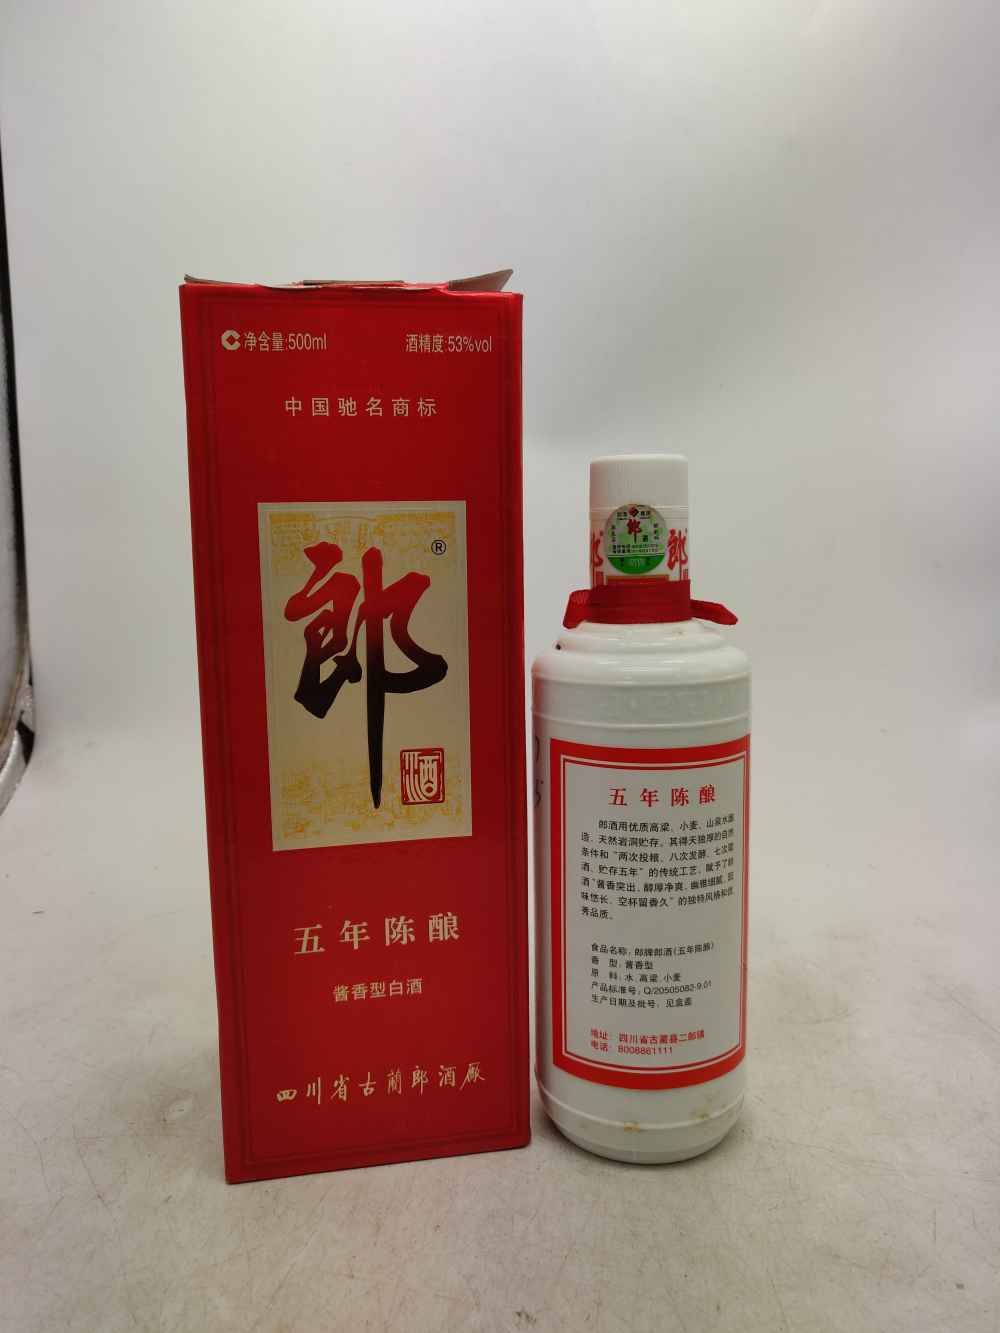 净含量:500ml
酒精度:53%vol
中国驰名商标
郎
®
酒
五年陈酿
酱香型白酒
四川省古蔺郎酒厂
郎
郎
郎
五年陈酿
郎酒用优质高粱、小麦、山泉水酿
造，天然岩洞贮存。其得天独厚的自然
条件和“两次投粮、八次发酵、七次取
酒、贮存五年”的传统工艺，赋予了郎
酒“酱香突出、醇厚净爽、幽雅细腻、回
味悠长、空杯留香久”的独特风格和优
秀品质。
食品名称：郎牌郎酒(五年陈酿)
香 型：酱香型
原 料：水、高粱、小麦
产品标准号：Q/20505082-9.01
生产日期及批号：见盒盖
地址：四川省古蔺县二郎镇
电话：8008861111